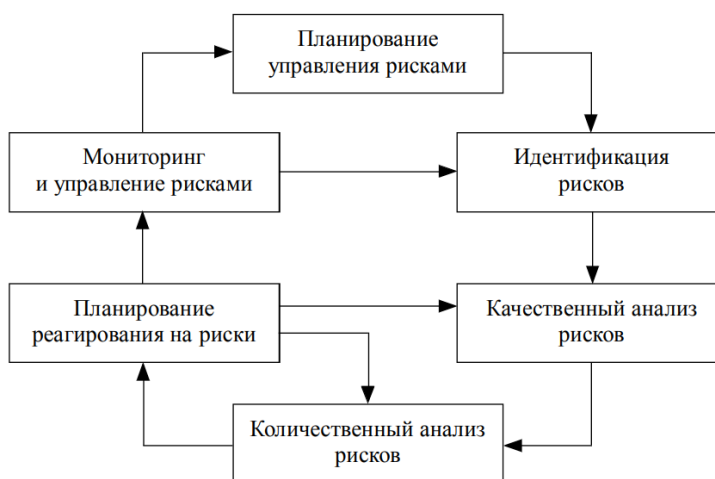 Планирование
управления рисками
Мониторинг
и управление рисками
Идентификация
рисков
Планирование
реагирования на риски
Качественный анализ
рисков
Количественный анализ
рисков